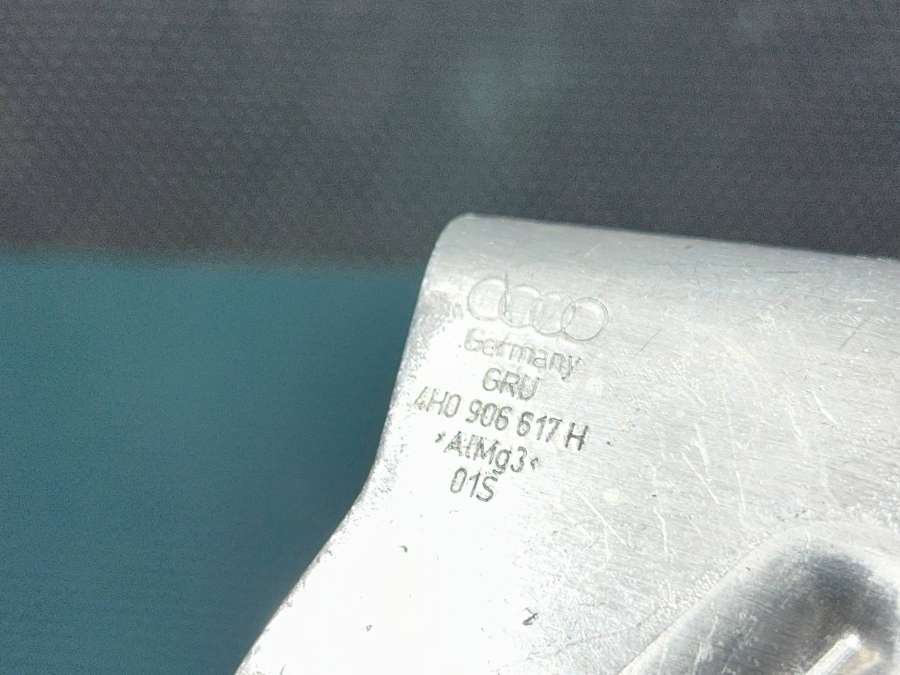 Germany
GRU
4H0 906 617 H
›AlMg3‹
01S